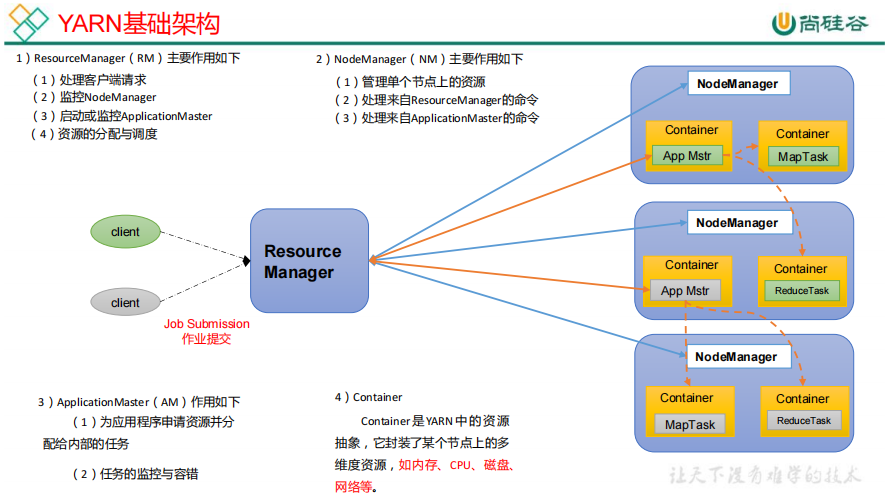 YARN基础架构
尚硅谷
1）ResourceManager（RM）主要作用如下
（1）处理客户端请求
（2）监控NodeManager
（3）启动或监控ApplicationMaster
（4）资源的分配与调度
2）NodeManager（NM）主要作用如下
（1）管理单个节点上的资源
（2）处理来自ResourceManager的命令
（3）处理来自ApplicationMaster的命令
NodeManager
Container
App Mstr
Container
MapTask
client
client
Job Submission
作业提交
Resource
Manager
NodeManager
Container
App Mstr
Container
ReduceTask
NodeManager
Container
MapTask
Container
ReduceTask
3）ApplicationMaster（AM）作用如下
（1）为应用程序申请资源并分
配给内部的任务
（2）任务的监控与容错
4）Container
Container是YARN中的资源
抽象，它封装了某个节点上的多
维度资源，如内存、CPU、磁盘、
网络等。
让天下没有难学的技术